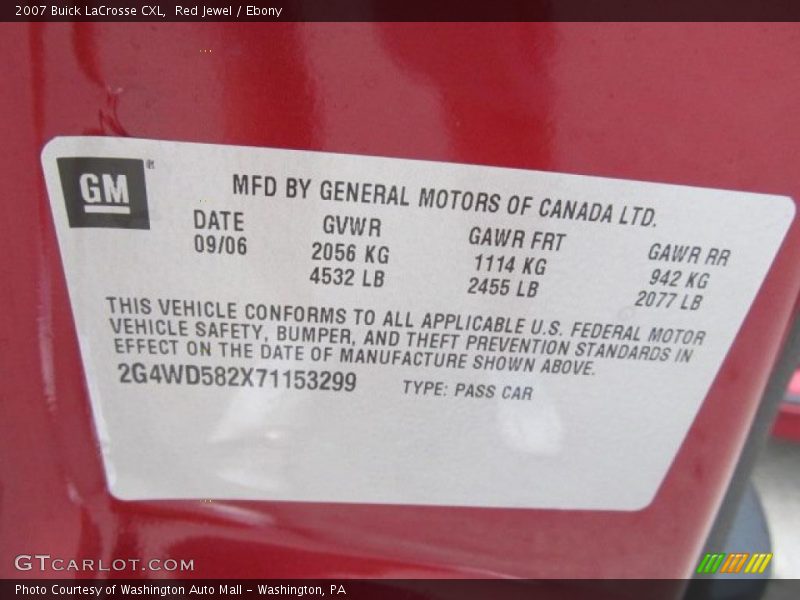 2007 Buick LaCrosse CXL, Red Jewel / Ebony
GM
MFD BY GENERAL MOTORS OF CANADA LTD.
DATE GVWR GAWR FRT GAWR RR
09/06 2056 KG 1114 KG 942 KG
4532 LB 2455 LB 2077 LB
THIS VEHICLE CONFORMS TO ALL APPLICABLE U.S. FEDERAL MOTOR
VEHICLE SAFETY, BUMPER, AND THEFT PREVENTION STANDARDS IN
EFFECT ON THE DATE OF MANUFACTURE SHOWN ABOVE.
2G4WD582X71153299 TYPE: PASS CAR
GTCARLOT.COM
Photo Courtesy of Washington Auto Mall - Washington, PA